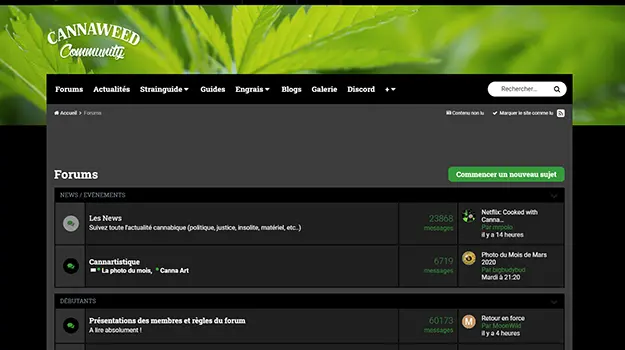 CANNAWEED
Community
Forums Actualités Strainguide Guides Engrais Blogs Galerie Discord + Rechercher...
Accueil Forums Contenu non lu Marquer le site comme lu
Forums Commencer un nouveau sujet
NEWS / EVÈNEMENTS
Les News
Suivez toute l'actualité cannabique (politique, justice, insolite, matériel, etc..)
23868
messages
Netflix: Cooked with
Canna...
Par mrpolo
il y a 14 heures
Cannartistique
La photo du mois, Canna Art
6719
messages
Photo du Mois de Mars
2020
Par bigbudybud
Mardi à 21:20
DÉBUTANTS
Présentations des membres et règles du forum
A lire absolument !
60173
messages
M
Retour en force
Par MoonWild
il y a 4 heures